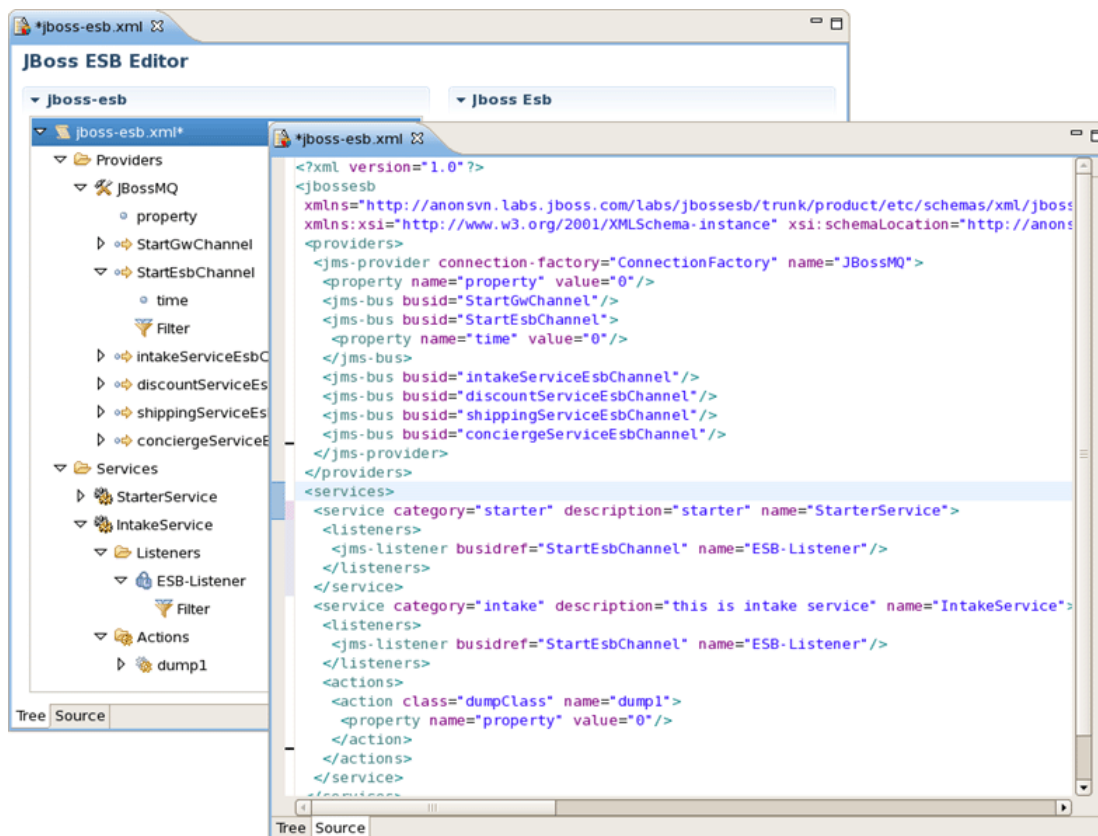 *jboss-esb.xml
JBoss ESB Editor
jboss-esb
Jboss Esb
jboss-esb.xml*
Providers
JBossMQ
property
StartGwChannel
StartEsbChannel
time
Filter
intakeServiceEsbC
discountServiceEs
shippingServiceEsl
conciergeServiceE
Services
StarterService
IntakeService
Listeners
ESB-Listener
Filter
Actions
dump1
Tree Source
*jboss-esb.xml
<?xml version="1.0"?>
<jbossesb
xmlns="http://anonsvn.labs.jboss.com/labs/jbossesb/trunk/product/etc/schemas/xml/jboss
xmlns:xsi="http://www.w3.org/2001/XMLSchema-instance" xsi:schemaLocation="http://anons
<providers>
<jms-provider connection-factory="ConnectionFactory" name="JBossMQ">
<property name="property" value="0"/>
<jms-bus busid="StartGwChannel"/>
<jms-bus busid="StartEsbChannel">
<property name="time" value="0"/>
</jms-bus>
<jms-bus busid="intakeServiceEsbChannel"/>
<jms-bus busid="discountServiceEsbChannel"/>
<jms-bus busid="shippingServiceEsbChannel"/>
<jms-bus busid="conciergeServiceEsbChannel"/>
</jms-provider>
</providers>
<services>
<service category="starter" description="starter" name="StarterService">
<listeners>
<jms-listener busidref="StartEsbChannel" name="ESB-Listener"/>
</listeners>
</service>
<service category="intake" description="this is intake service" name="IntakeService">
<listeners>
<jms-listener busidref="StartEsbChannel" name="ESB-Listener"/>
</listeners>
<actions>
<action class="dumpClass" name="dump1">
<property name="property" value="0"/>
</action>
</actions>
</service>
</services>
Tree Source